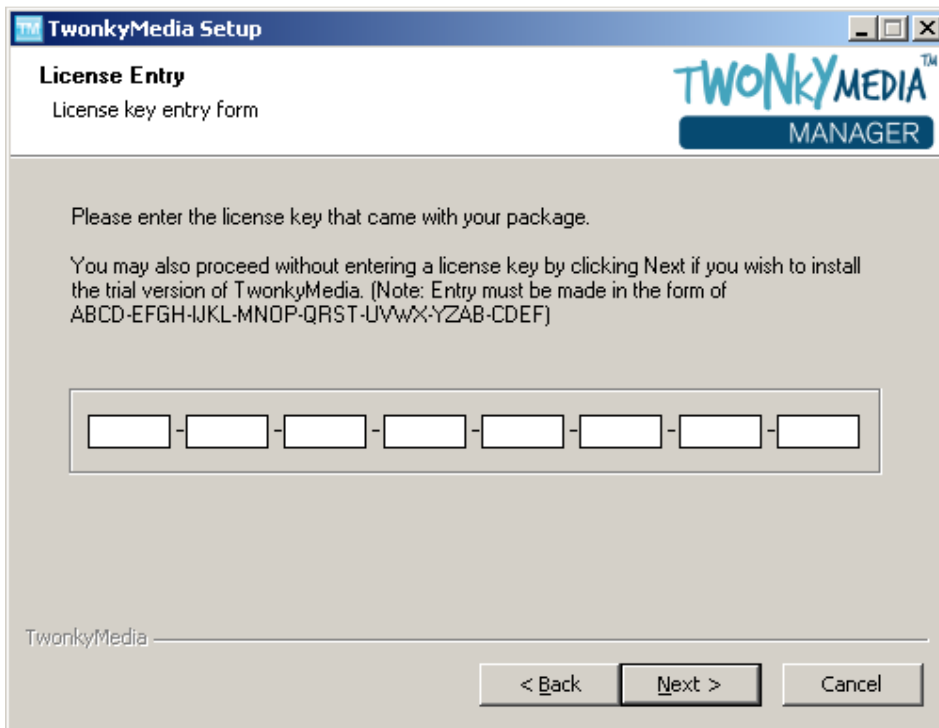 TM TwonkyMedia Setup
License Entry
License key entry form
TWONKYMEDIA™
MANAGER
Please enter the license key that came with your package.
You may also proceed without entering a license key by clicking Next if you wish to install
the trial version of TwonkyMedia. (Note: Entry must be made in the form of
ABCD-EFGH-IJKL-MNOP-QRST-UVWX-YZAB-CDEF)
- - - - - - -
TwonkyMedia
< Back Next > Cancel